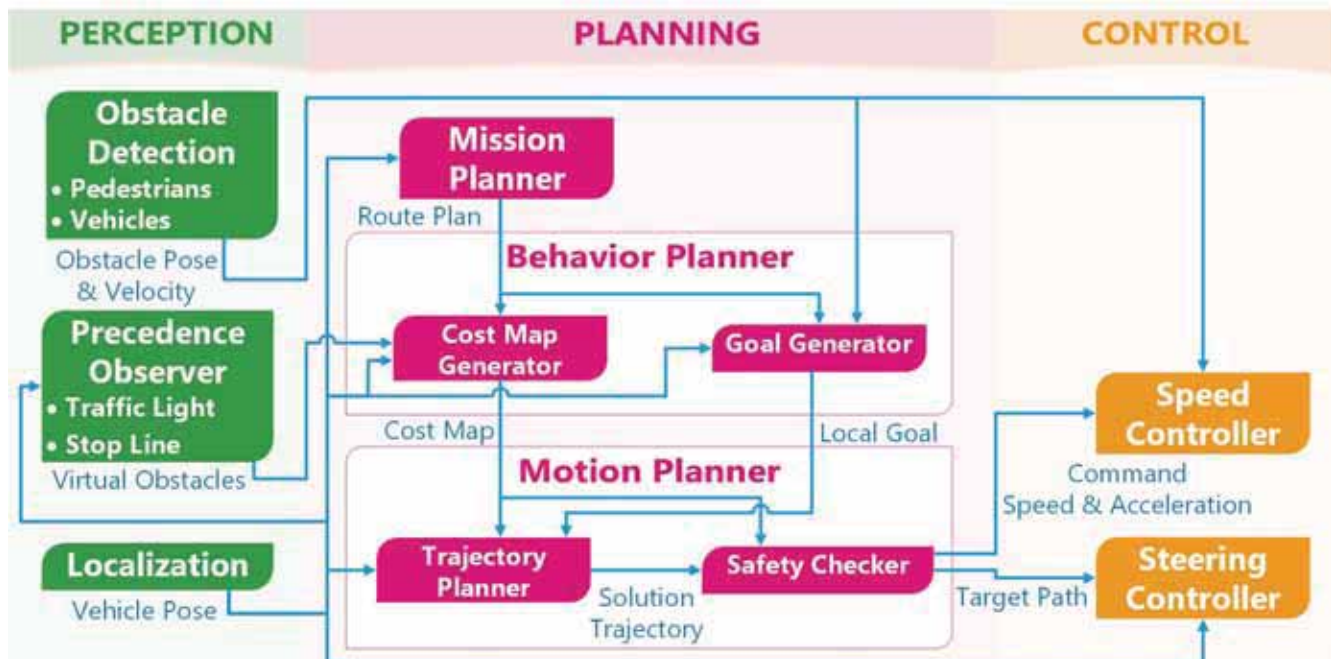 PERCEPTION
PLANNING
CONTROL
Obstacle
Detection
• Pedestrians
• Vehicles
Obstacle Pose
& Velocity
Mission
Planner
Route Plan
Behavior Planner
Precedence
Observer
• Traffic Light
• Stop Line
Virtual Obstacles
Cost Map
Generator
Goal Generator
Cost Map
Local Goal
Speed
Controller
Command
Speed & Acceleration
Motion Planner
Localization
Vehicle Pose
Trajectory
Planner
Solution
Trajectory
Safety Checker
Target Path
Steering
Controller